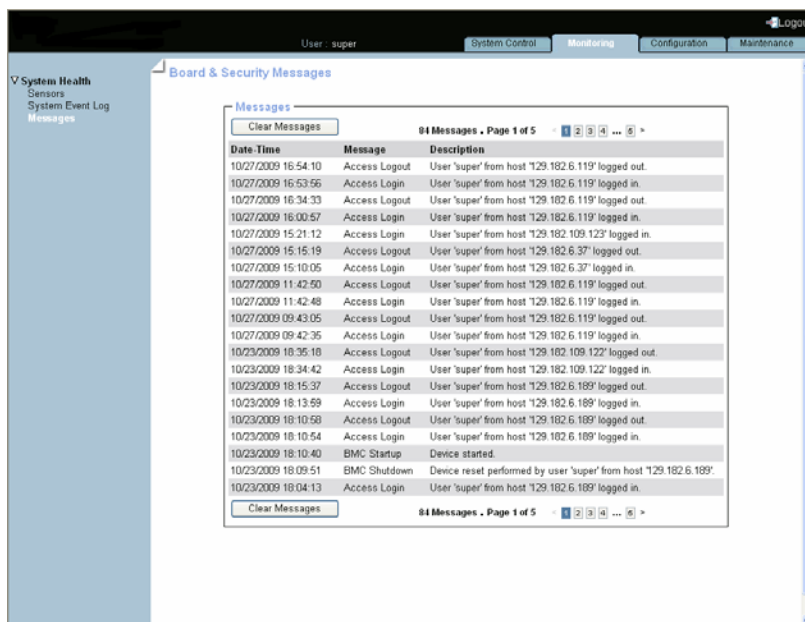 Logou
User : super
System Control Monitoring Configuration Maintenance
System Health
Sensors
System Event Log
Messages
Board & Security Messages
Messages
Clear Messages 84 Messages . Page 1 of 5 < 1 2 3 4 ... 5 >
Date-Time Message Description
10/27/2009 16:54:10 Access Logout User 'super' from host '129.182.6.119' logged out.
10/27/2009 16:53:56 Access Login User 'super' from host '129.182.6.119' logged in.
10/27/2009 16:34:33 Access Logout User 'super' from host '129.182.6.119' logged out.
10/27/2009 16:00:57 Access Login User 'super' from host '129.182.6.119' logged in.
10/27/2009 15:21:12 Access Login User 'super' from host '129.182.109.123' logged in.
10/27/2009 15:15:19 Access Logout User 'super' from host '129.182.6.37' logged out.
10/27/2009 15:10:05 Access Login User 'super' from host '129.182.6.37' logged in.
10/27/2009 11:42:50 Access Logout User 'super' from host '129.182.6.119' logged out.
10/27/2009 11:42:48 Access Login User 'super' from host '129.182.6.119' logged in.
10/27/2009 09:43:05 Access Logout User 'super' from host '129.182.6.119' logged out.
10/27/2009 09:42:35 Access Login User 'super' from host '129.182.6.119' logged in.
10/23/2009 18:35:18 Access Logout User 'super' from host '129.182.109.122' logged out.
10/23/2009 18:34:42 Access Login User 'super' from host '129.182.109.122' logged in.
10/23/2009 18:15:37 Access Logout User 'super' from host '129.182.6.189' logged out.
10/23/2009 18:13:59 Access Login User 'super' from host '129.182.6.189' logged in.
10/23/2009 18:10:58 Access Logout User 'super' from host '129.182.6.189' logged out.
10/23/2009 18:10:54 Access Login User 'super' from host '129.182.6.189' logged in.
10/23/2009 18:10:40 BMC Startup Device started.
10/23/2009 18:09:51 BMC Shutdown Device reset performed by user 'super' from host '129.182.6.189'.
10/23/2009 18:04:13 Access Login User 'super' from host '129.182.6.189' logged in.
Clear Messages 84 Messages . Page 1 of 5 < 1 2 3 4 ... 5 >